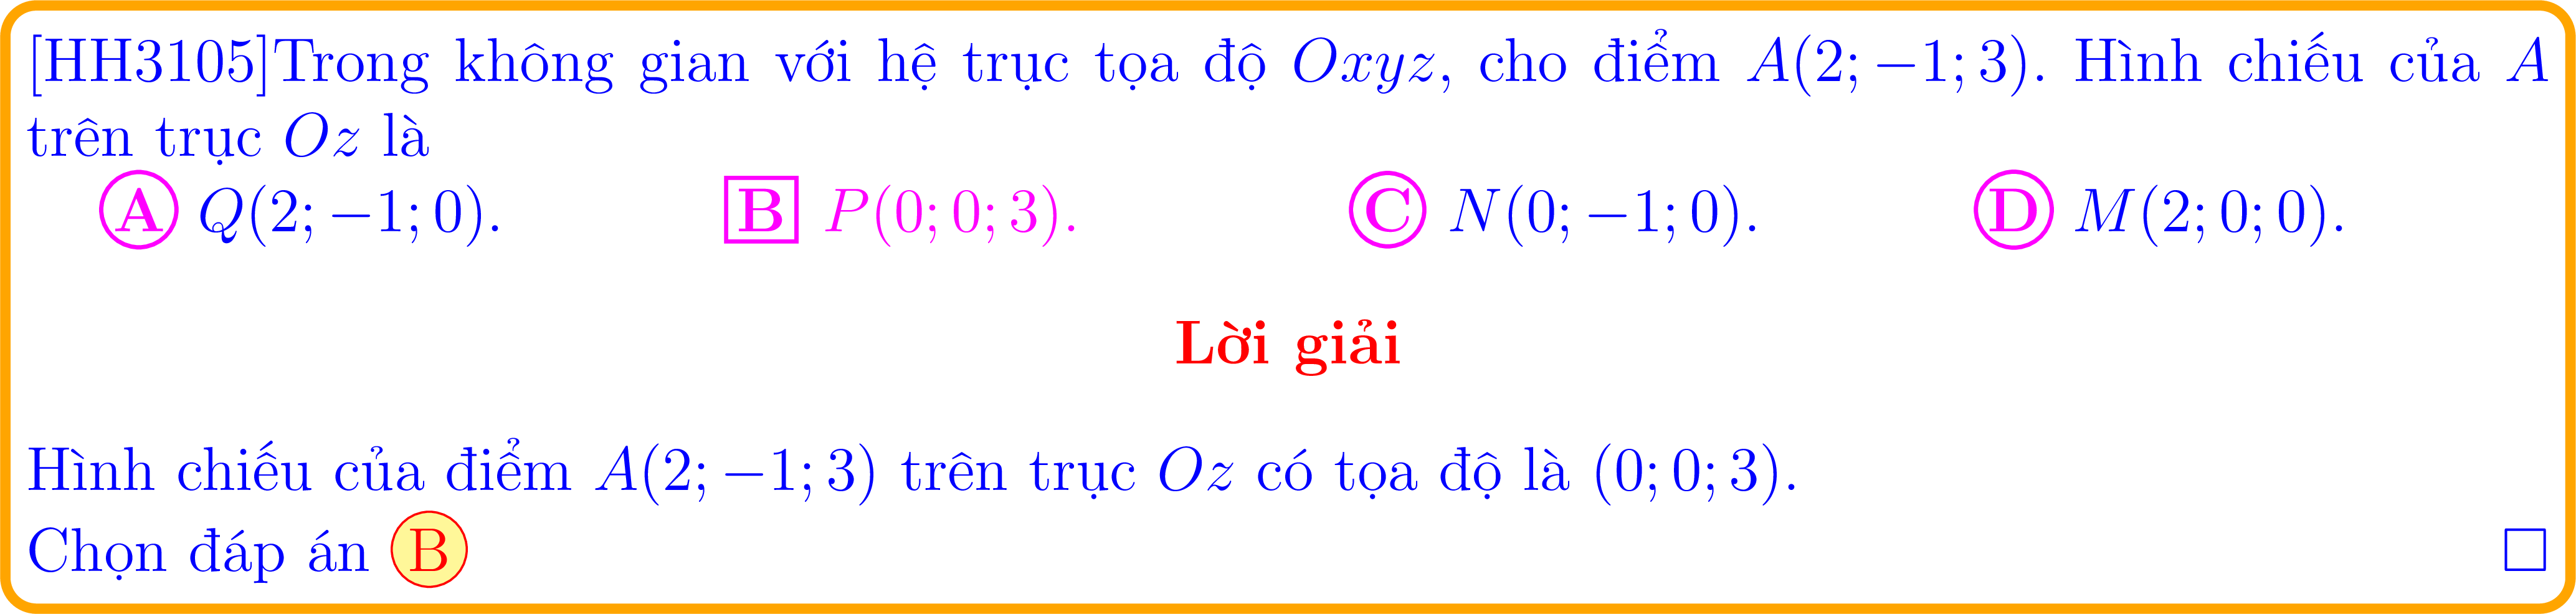 [HH3105]Trong không gian với hệ trục tọa độ Oxyz, cho điểm A(2; −1; 3). Hình chiếu của A
trên trục Oz là
A Q(2; −1; 0). B P(0; 0; 3). C N(0; −1; 0). D M(2; 0; 0).
Lời giải
Hình chiếu của điểm A(2; −1; 3) trên trục Oz có tọa độ là (0; 0; 3).
Chọn đáp án B □